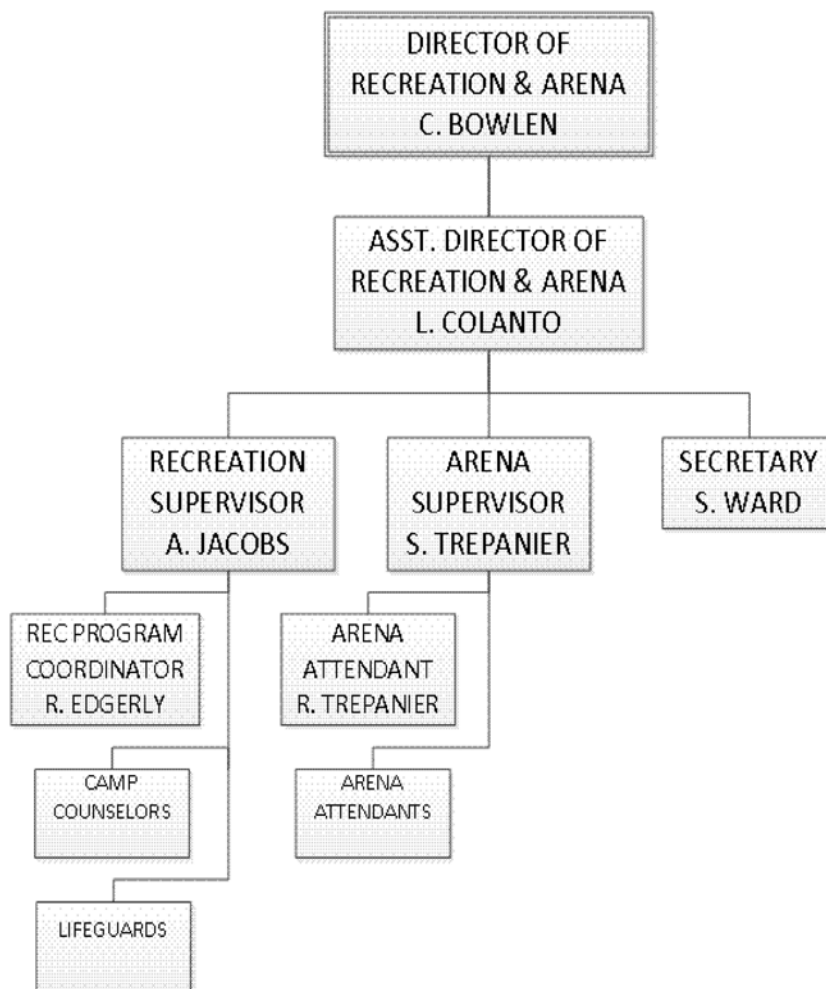 DIRECTOR OF
RECREATION & ARENA
C. BOWLEN
ASST. DIRECTOR OF
RECREATION & ARENA
L. COLANTO
RECREATION
SUPERVISOR
A. JACOBS
ARENA
SUPERVISOR
S. TREPANIER
SECRETARY
S. WARD
REC PROGRAM
COORDINATOR
R. EDGERLY
ARENA
ATTENDANT
R. TREPANIER
CAMP
COUNSELORS
ARENA
ATTENDANTS
LIFEGUARDS